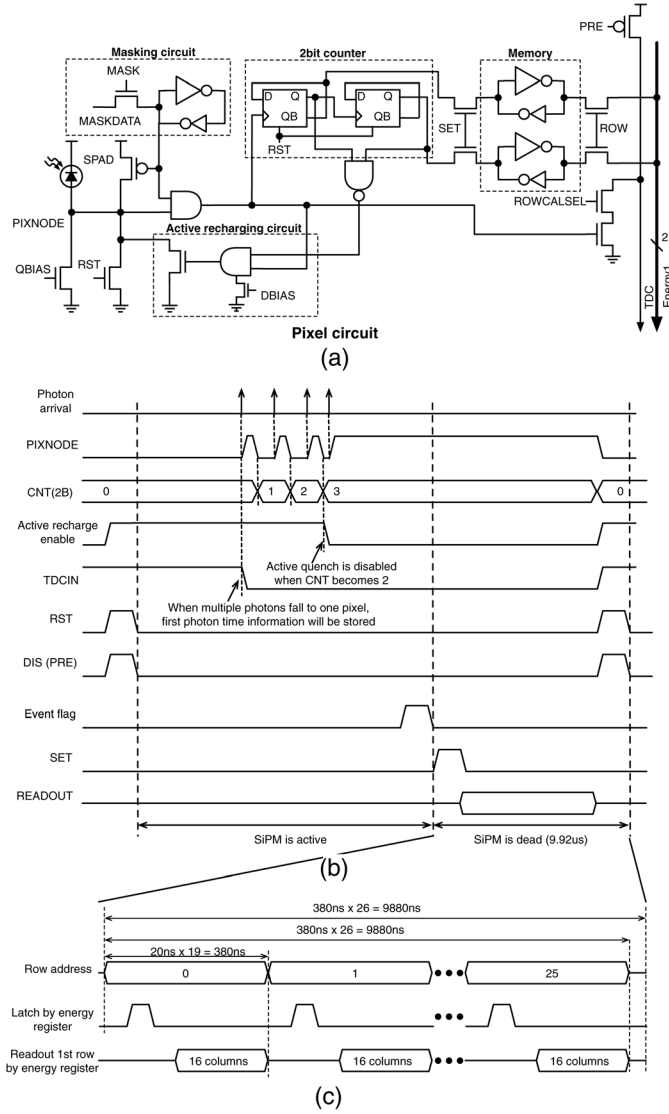 PRE
Masking circuit
2bit counter
Memory
MASK
MASKDATA
D Q
QB
D Q
QB
RST
SET
ROW
SPAD
PIXNODE
ROWCALSEL
Active recharging circuit
QBIAS
RST
DBIAS
2
TDC
Energy1
Pixel circuit
(a)
Photon
arrival
PIXNODE
CNT(2B)
0
1
2
3
0
Active recharge
enable
Active quench is disabled
when CNT becomes 2
TDCIN
When multiple photons fall to one pixel,
first photon time information will be stored
RST
DIS (PRE)
Event flag
SET
READOUT
SiPM is active
SiPM is dead (9.92us)
(b)
380ns x 26 = 9880ns
380ns x 26 = 9880ns
20ns x 19 = 380ns
Row address
0
1
25
Latch by energy
register
Readout 1st row
by energy register
16 columns
16 columns
16 columns
(c)